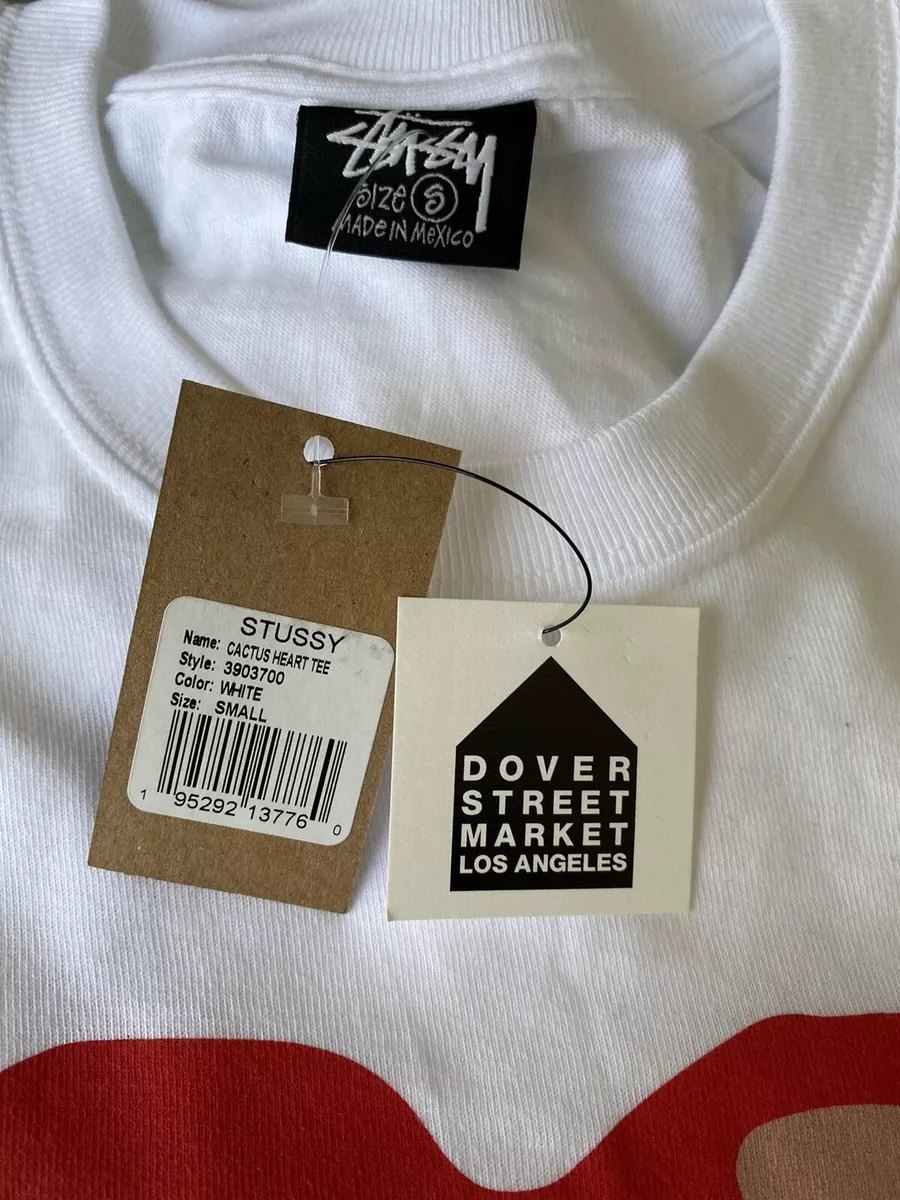 STÜSSY
SIZE S
MADE IN MEXICO
STUSSY
Name: CACTUS HEART TEE
Style: 3903700
Color: WHITE
Size: SMALL
1 95292 13776 0
DOVER
STREET
MARKET
LOS ANGELES